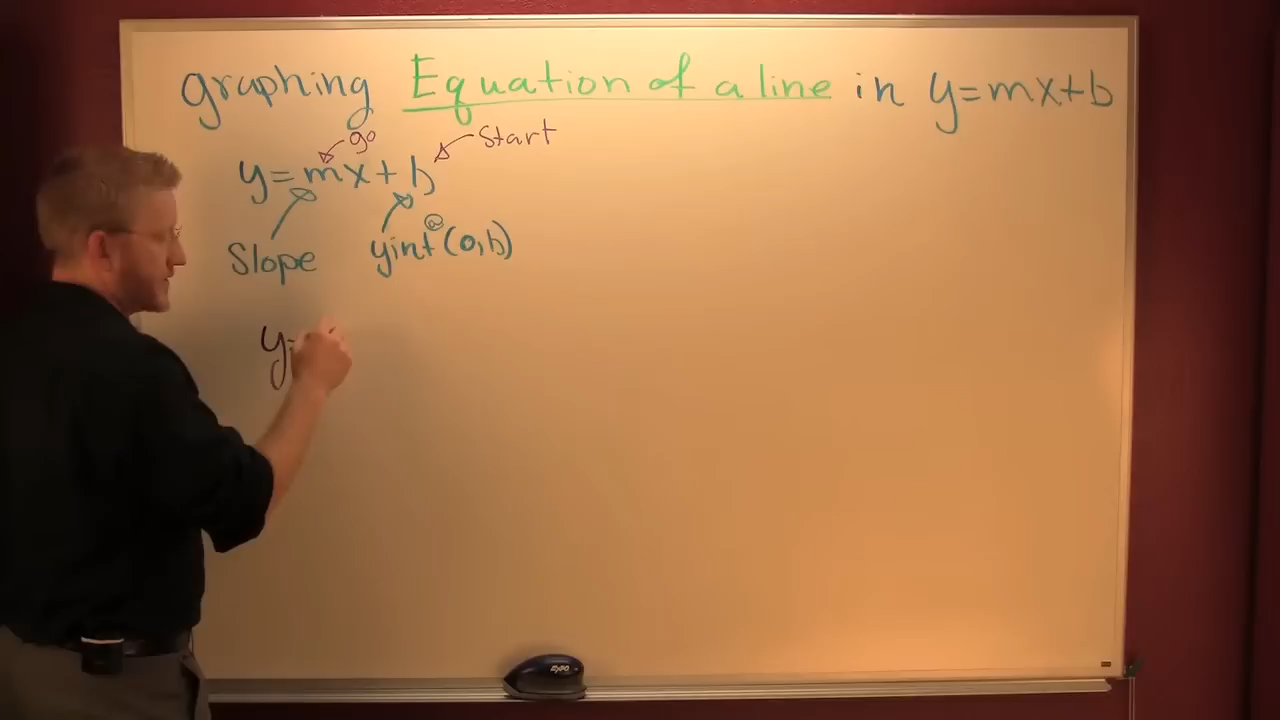 graphing Equation of a line in y=mx+b
go
Start
y=mx+b
@
Slope yint (0,b)
y=
EXPO